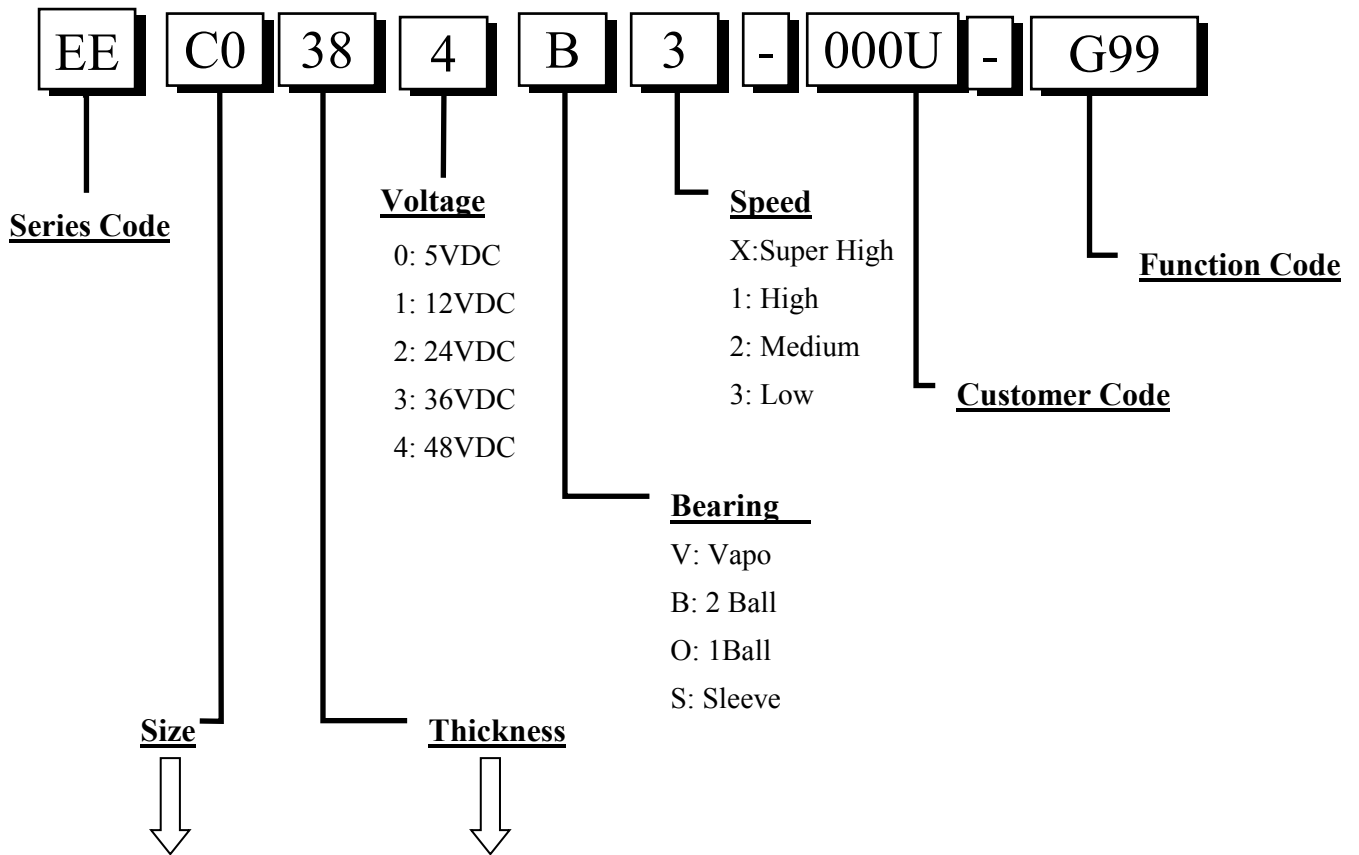 EE C0 38 4 B 3 - 000U - G99
Series Code
Voltage
0: 5VDC
1: 12VDC
2: 24VDC
3: 36VDC
4: 48VDC
Speed
X:Super High
1: High
2: Medium
3: Low
Function Code
Customer Code
Bearing
V: Vapo
B: 2 Ball
O: 1Ball
S: Sleeve
Size
Thickness